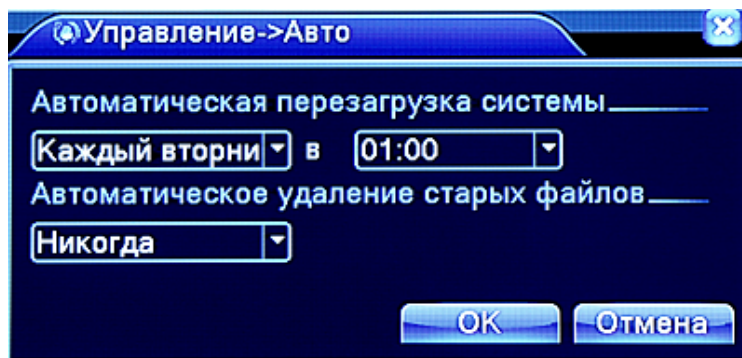 Управление->Авто
Автоматическая перезагрузка системы
Каждый вторни в 01:00
Автоматическое удаление старых файлов
Никогда
OK Отмена